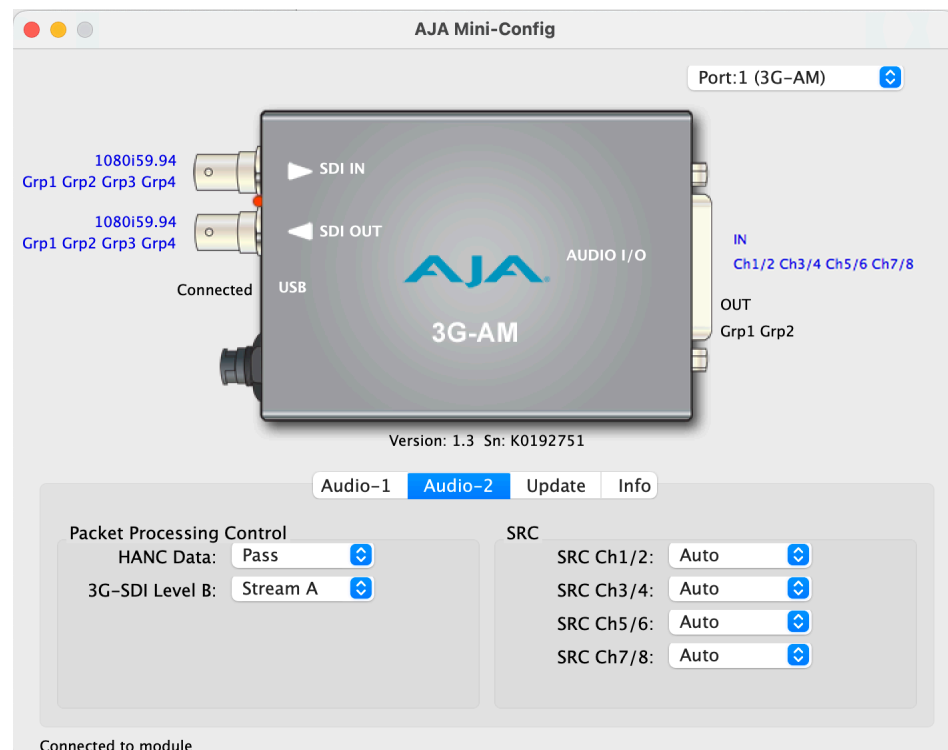 AJA Mini-Config
Port:1 (3G-AM)
1080i59.94
Grp1 Grp2 Grp3 Grp4
SDI IN
1080i59.94
Grp1 Grp2 Grp3 Grp4
SDI OUT
Connected
USB
AJA
3G-AM
AUDIO I/O
IN
Ch1/2 Ch3/4 Ch5/6 Ch7/8
OUT
Grp1 Grp2
Version: 1.3 Sn: K0192751
Audio-1 Audio-2 Update Info
Packet Processing Control
HANC Data: Pass
3G-SDI Level B: Stream A
SRC
SRC Ch1/2: Auto
SRC Ch3/4: Auto
SRC Ch5/6: Auto
SRC Ch7/8: Auto
Connected to module